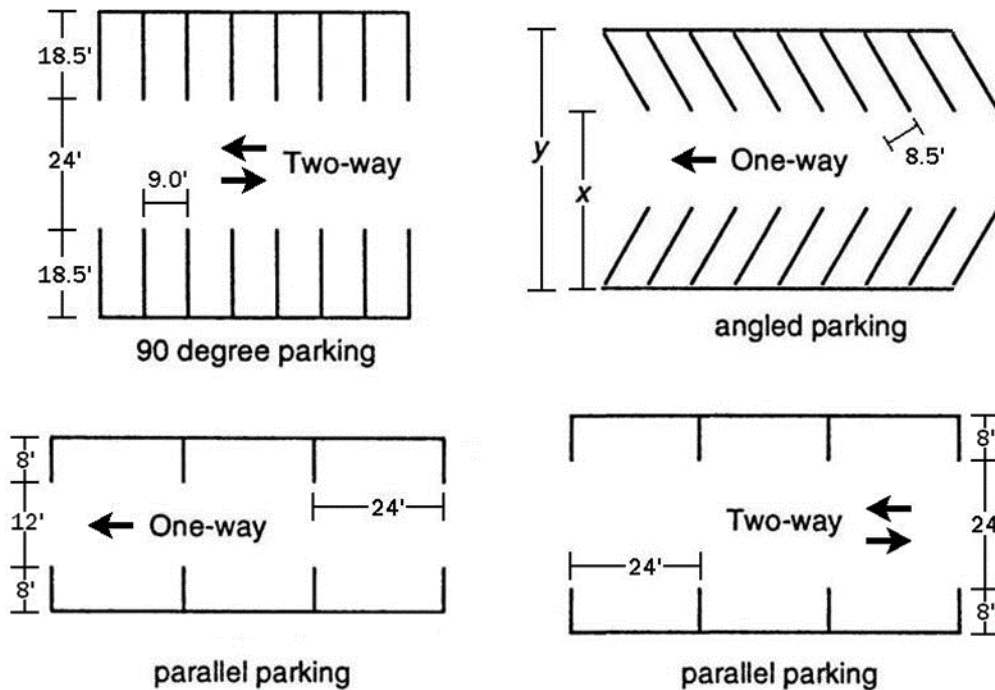 18.5'
24'
Two-way
9.0'
18.5'
90 degree parking
y
x
One-way
8.5'
angled parking
8'
12'
One-way
24'
8'
parallel parking
8'
Two-way
24
24'
8'
parallel parking